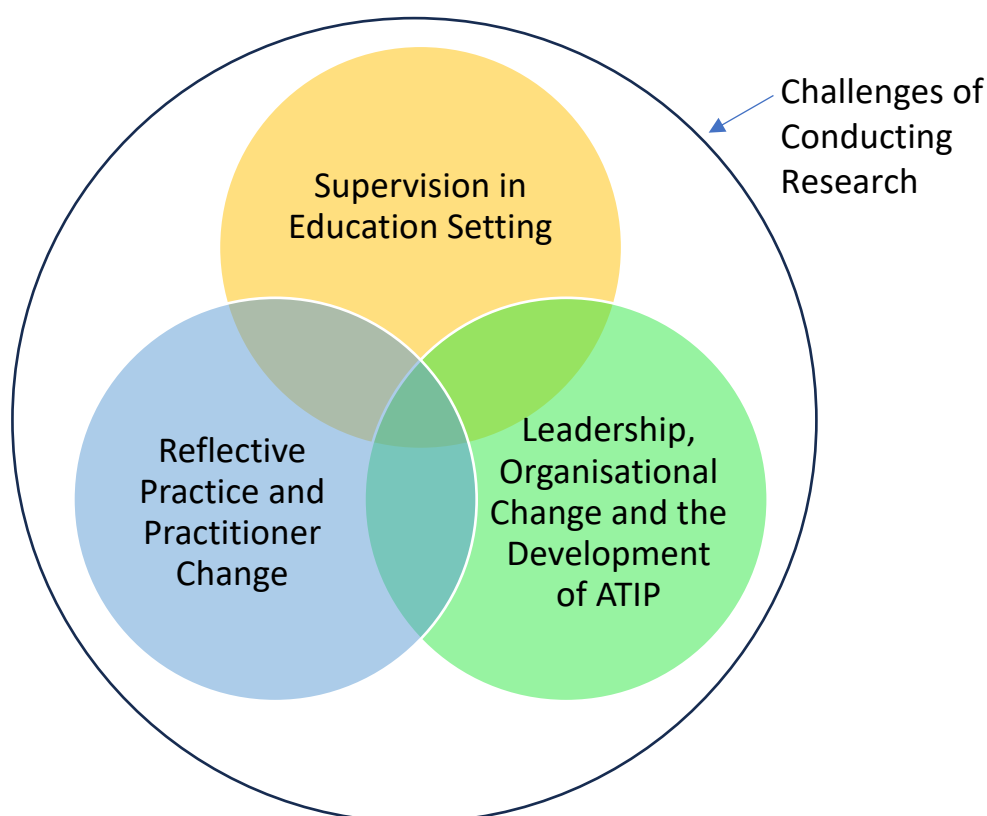 Challenges of
Conducting
Research
Supervision in
Education Setting
Reflective
Practice and
Practitioner
Change
Leadership,
Organisational
Change and the
Development
of ATIP